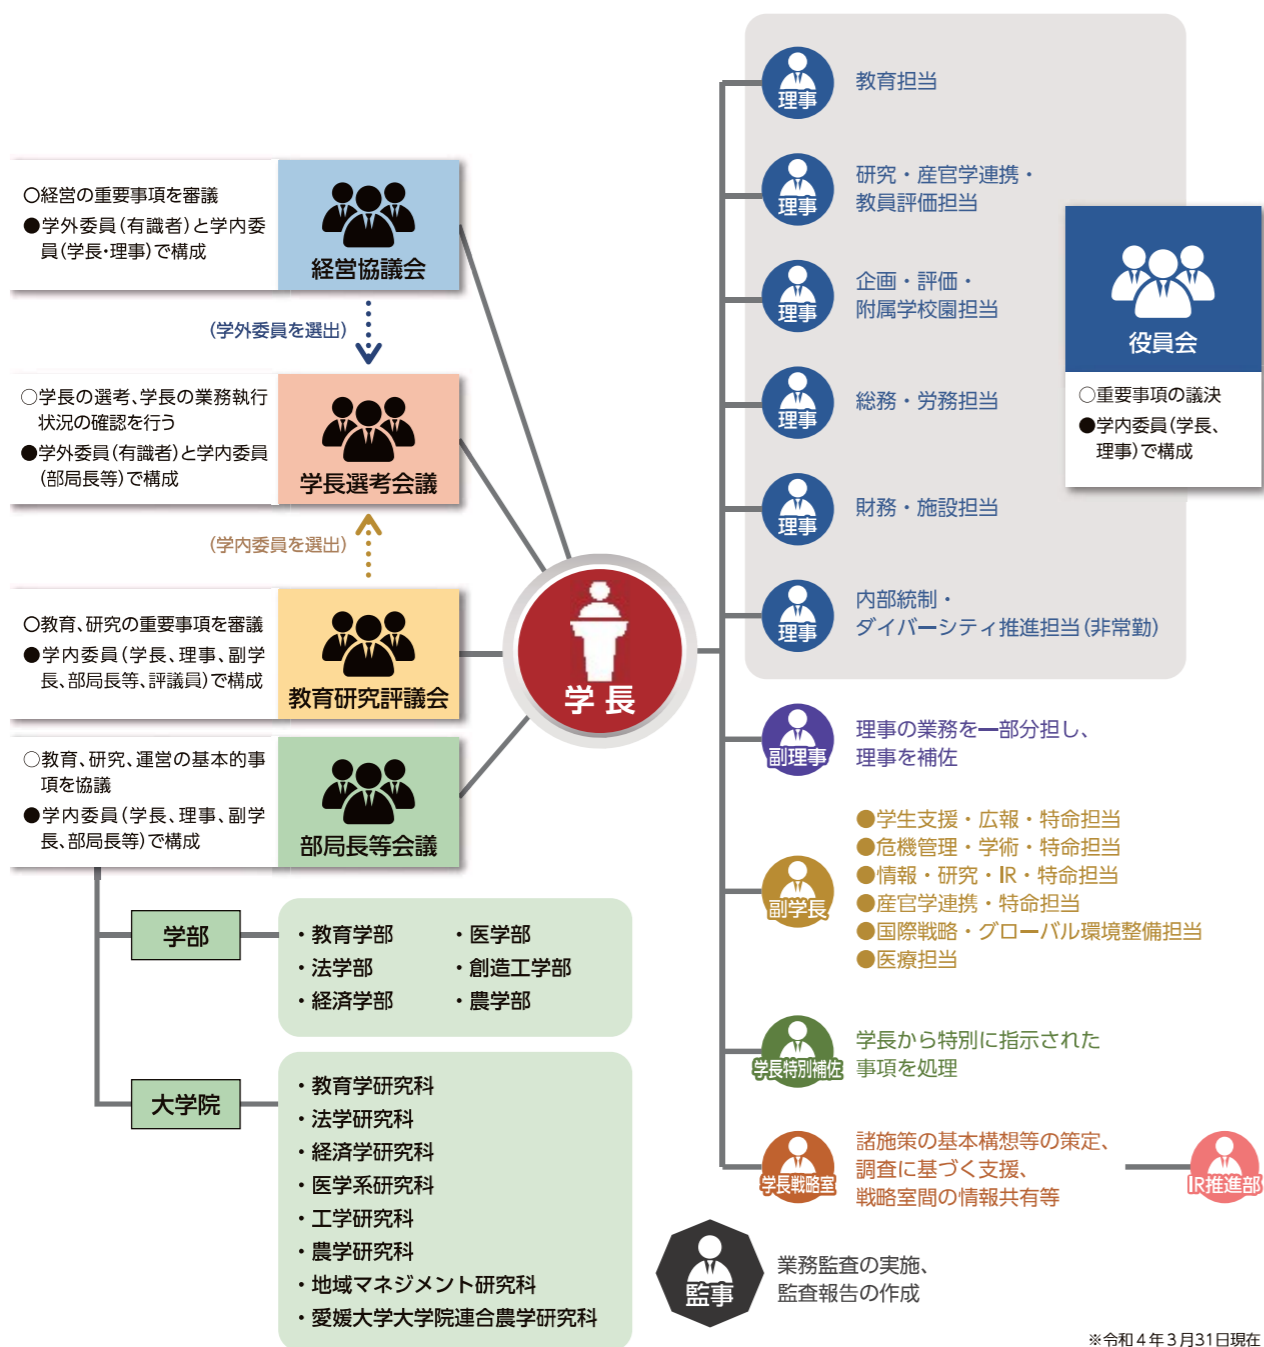 〇経営の重要事項を審議
●学外委員(有識者)と学内委
員(学長・理事)で構成
経営協議会
(学外委員を選出)
○学長の選考、学長の業務執行
状況の確認を行う
●学外委員(有識者)と学内委員
(部局長等)で構成
学長選考会議
(学内委員を選出)
〇教育、研究の重要事項を審議
●学内委員(学長、理事、副学
長、部局長等、評議員)で構成
教育研究評議会
○教育、研究、運営の基本的事
項を協議
●学内委員(学長、理事、副学
長、部局長等)で構成
部局長等会議
学部
・教育学部
・法学部
・経済学部
・医学部
・創造工学部
・農学部
大学院
・教育学研究科
・法学研究科
・経済学研究科
・医学系研究科
・工学研究科
・農学研究科
・地域マネジメント研究科
・愛媛大学大学院連合農学研究科
学長
理事
教育担当
理事
研究・産官学連携・
教員評価担当
理事
企画・評価・
附属学校園担当
理事
総務・労務担当
理事
財務・施設担当
理事
内部統制・
ダイバーシティ推進担当(非常勤)
役員会
○重要事項の議決
●学内委員(学長、
理事)で構成
副理事
理事の業務を一部分担し、
理事を補佐
副学長
●学生支援・広報・特命担当
●危機管理・学術・特命担当
●情報・研究・IR・特命担当
●産官学連携・特命担当
●国際戦略・グローバル環境整備担当
●医療担当
学長特別補佐
学長から特別に指示された
事項を処理
学長戦略室
諸施策の基本構想等の策定、
調査に基づく支援、
戦略室間の情報共有等
IR推進部
監事
業務監査の実施、
監査報告の作成
※令和4年3月31日現在